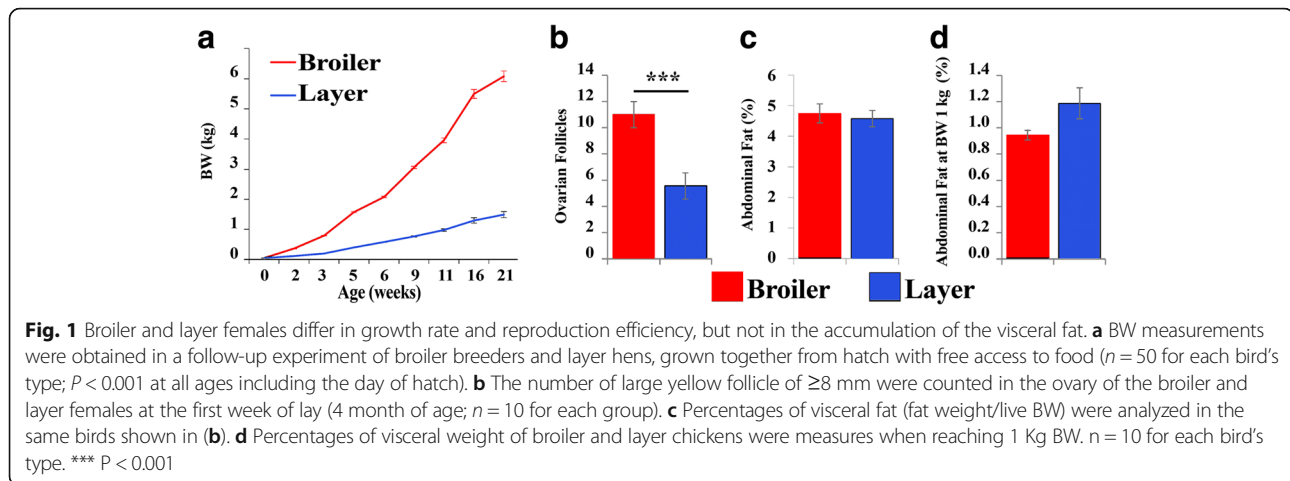 a
b
c
d
Broiler
Layer
BW (kg)
6
5
4
3
2
1
0
0 2 3 5 6 9 11 16 21
Age (weeks)
Ovarian Follicles
14
12
10
8
6
4
2
0
***
Abdominal Fat (%)
8
7
6
5
4
3
2
1
0
Abdominal Fat at BW 1 kg (%)
1.4
1.2
1.0
0.8
0.6
0.4
0.2
0.0
Broiler Layer
Fig. 1 Broiler and layer females differ in growth rate and reproduction efficiency, but not in the accumulation of the visceral fat. a BW measurements
were obtained in a follow-up experiment of broiler breeders and layer hens, grown together from hatch with free access to food (n = 50 for each bird's
type; P < 0.001 at all ages including the day of hatch). b The number of large yellow follicle of ≥8 mm were counted in the ovary of the broiler and
layer females at the first week of lay (4 month of age; n = 10 for each group). c Percentages of visceral fat (fat weight/live BW) were analyzed in the
same birds shown in (b). d Percentages of visceral weight of broiler and layer chickens were measures when reaching 1 Kg BW. n = 10 for each bird's
type. *** P < 0.001